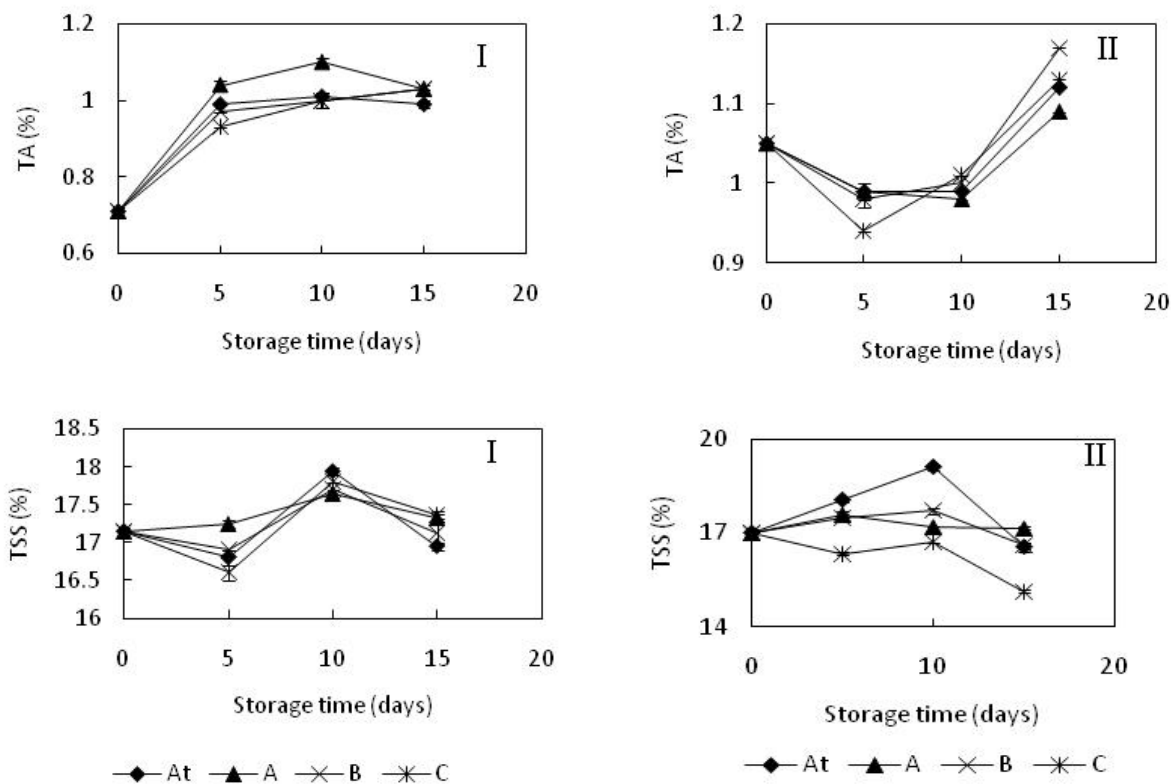 1.2
1
0.8
0.6
TA (%)
I
0 5 10 15 20
Storage time (days)
1.2
1.1
1
0.9
TA (%)
II
0 5 10 15 20
Storage time (days)
18.5
18
17.5
17
16.5
16
TSS (%)
I
0 5 10 15 20
Storage time (days)
20
17
14
TSS (%)
II
0 10 20
Storage time (days)
At A B C
At A B C